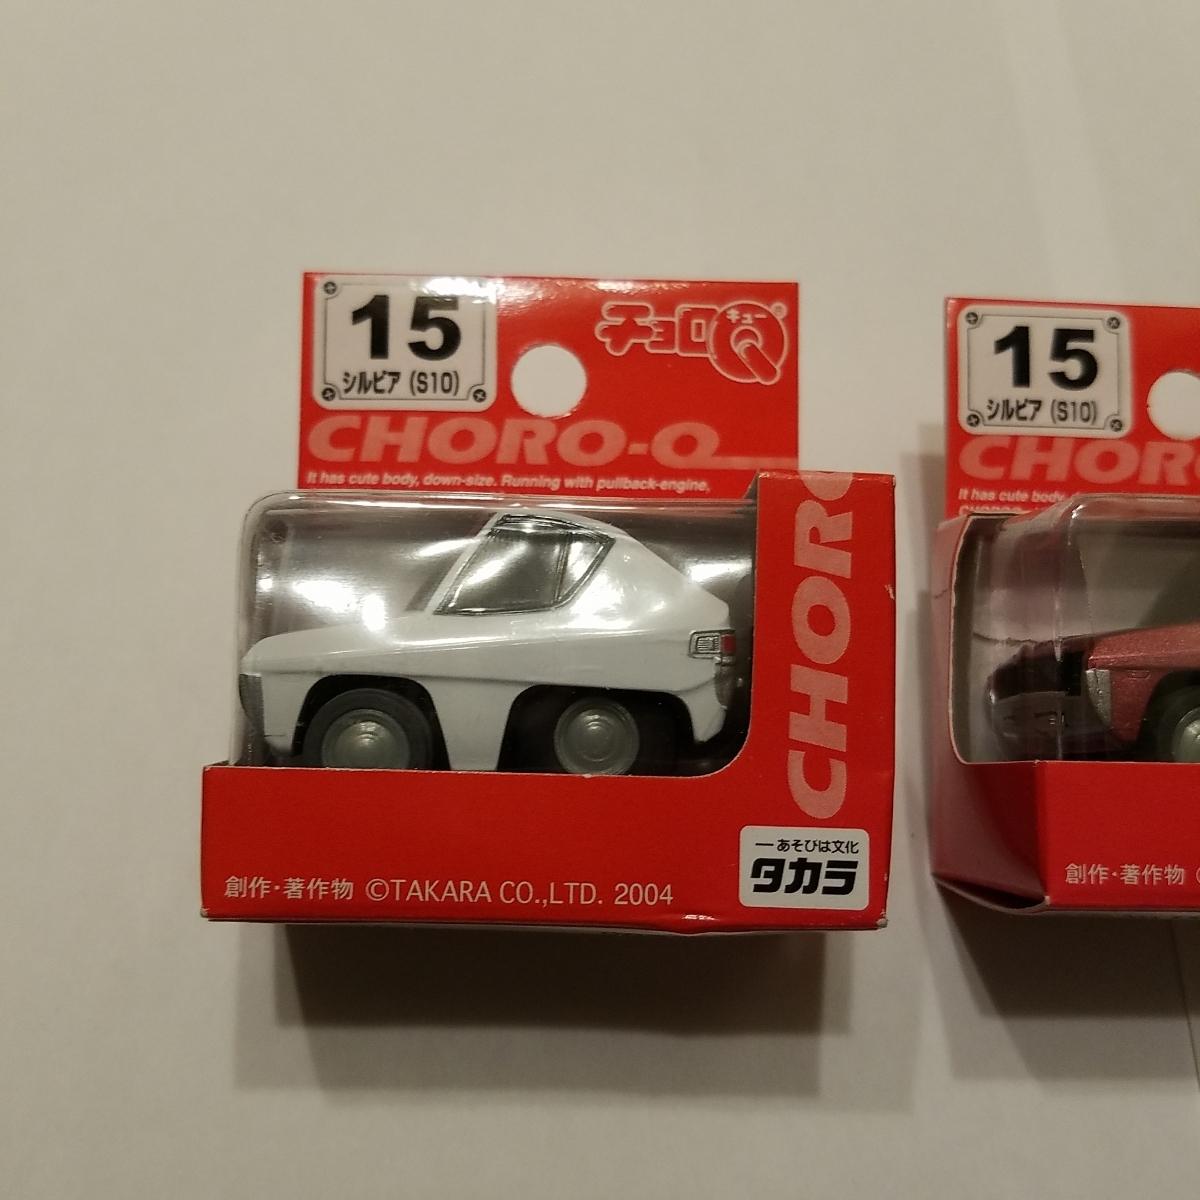 15
シルビア (S10)
チョロQ
キュー
®
CHORO-Q
It has cute body, down-size. Running with pullback-engine,
CHORO
創作・著作物 ©TAKARA CO.,LTD. 2004
ーあそびは文化
タカラ
15
シルビア (S10)
CHOR
It has cute body,
創作・著作物